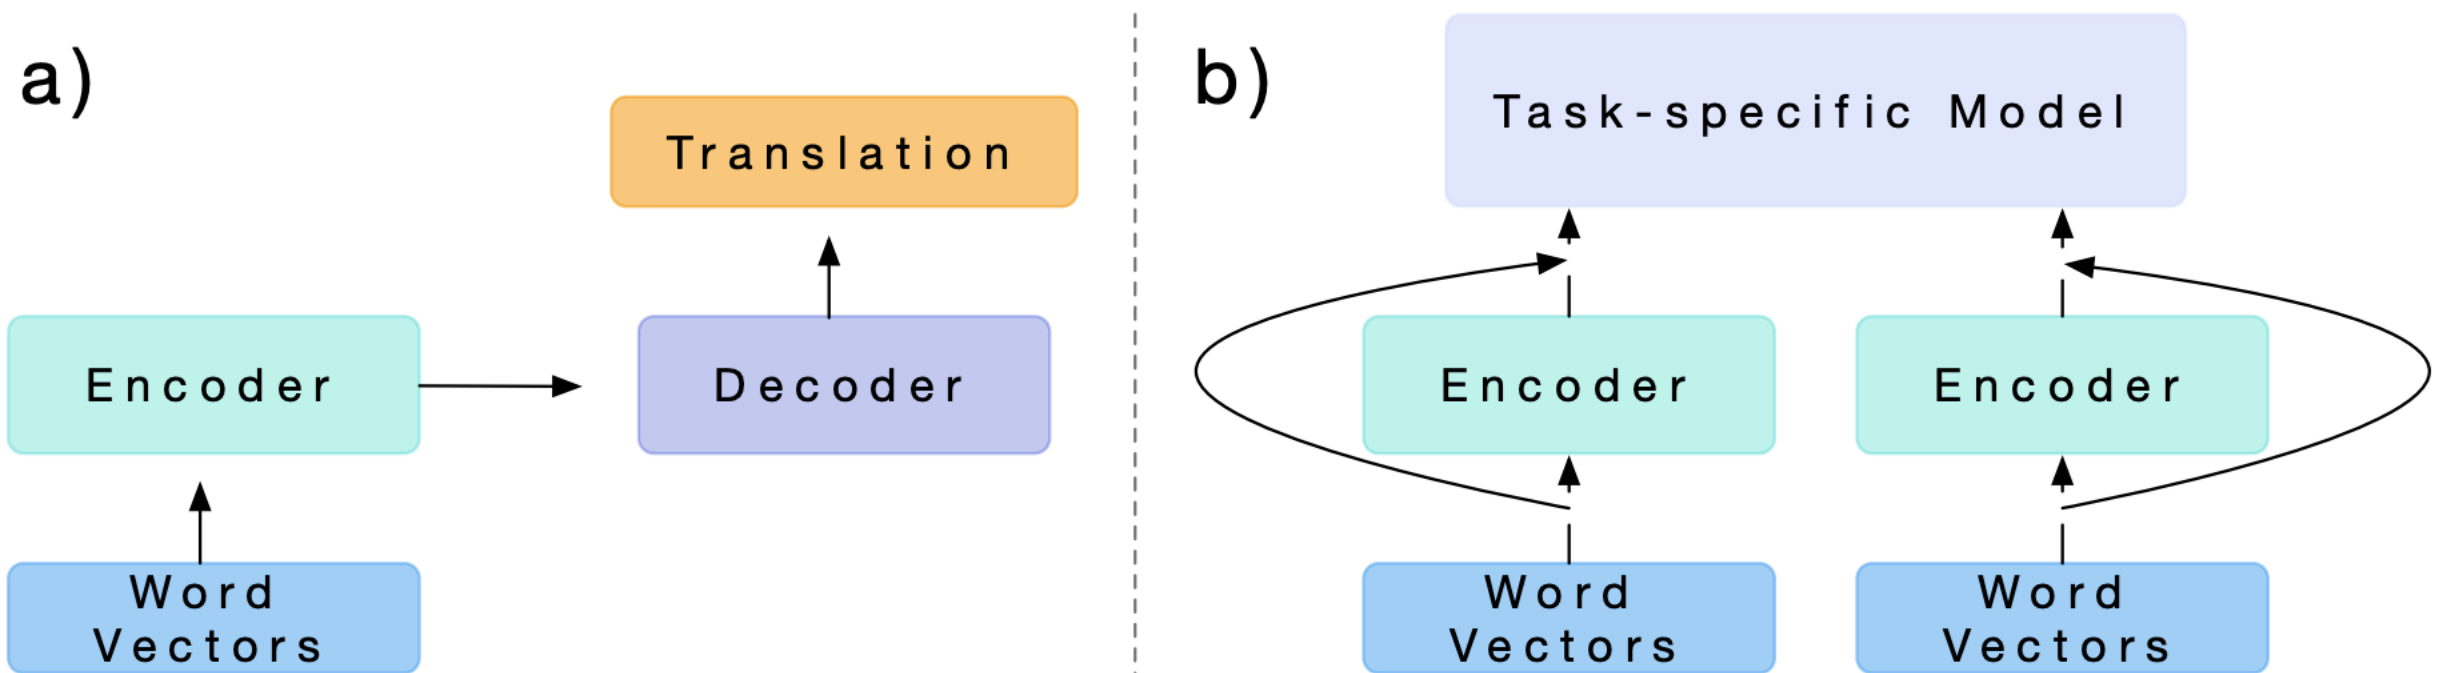 a)
Translation
Encoder
Decoder
Word
Vectors
b)
Task-specific Model
Encoder
Encoder
Word
Vectors
Word
Vectors